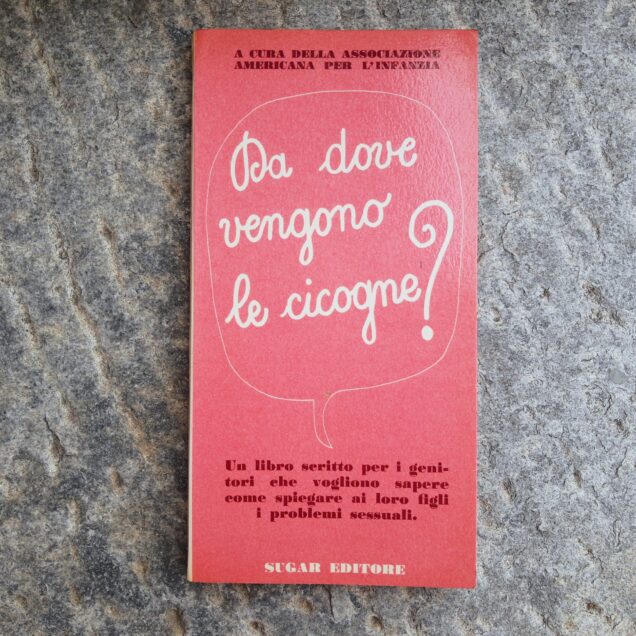 A CURA DELLA ASSOCIAZIONE
AMERICANA PER L'INFANZIA
Da dove
vengono
le cicogne?
Un libro scritto per i geni-
tori che vogliono sapere
come spiegare ai loro figli
i problemi sessuali.
SUGAR EDITORE